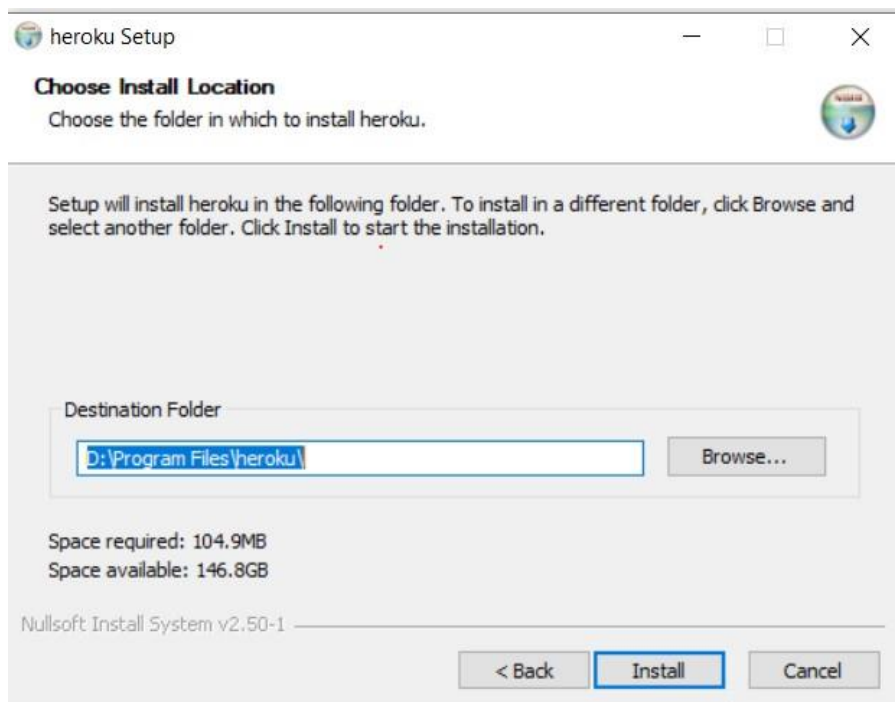 heroku Setup
Choose Install Location
Choose the folder in which to install heroku.
Setup will install heroku in the following folder. To install in a different folder, click Browse and
select another folder. Click Install to start the installation.
Destination Folder
D:\Program Files\heroku\
Browse...
Space required: 104.9MB
Space available: 146.8GB
Nullsoft Install System v2.50-1
< Back
Install
Cancel